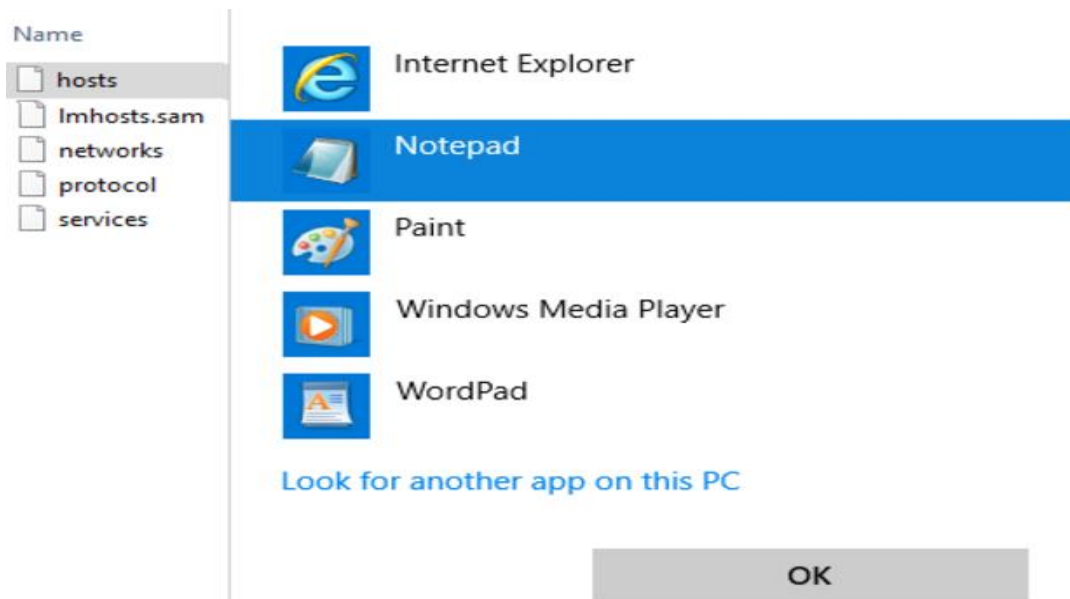 Name
hosts
lmhosts.sam
networks
protocol
services
Internet Explorer
Notepad
Paint
Windows Media Player
WordPad
Look for another app on this PC
OK